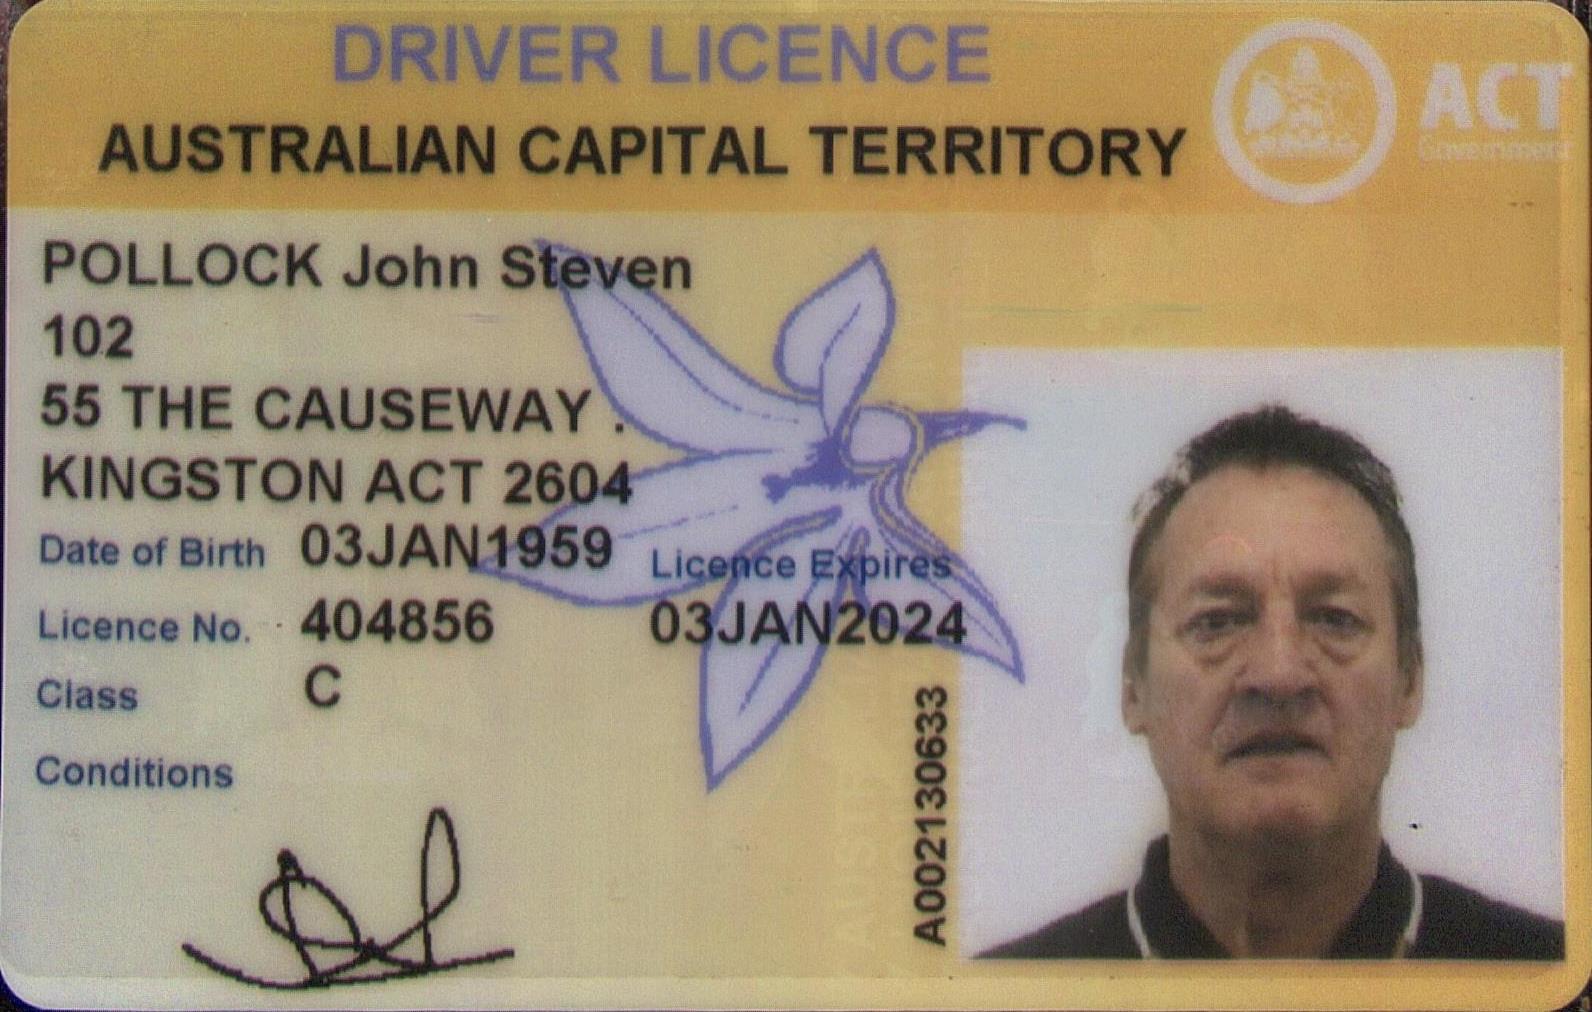 DRIVER LICENCE
AUSTRALIAN CAPITAL TERRITORY
ACT
Government
POLLOCK John Steven
102
55 THE CAUSEWAY .
KINGSTON ACT 2604
Date of Birth 03JAN1959
Licence Expires
Licence No. 404856
03JAN2024
Class C
Conditions
A002130633